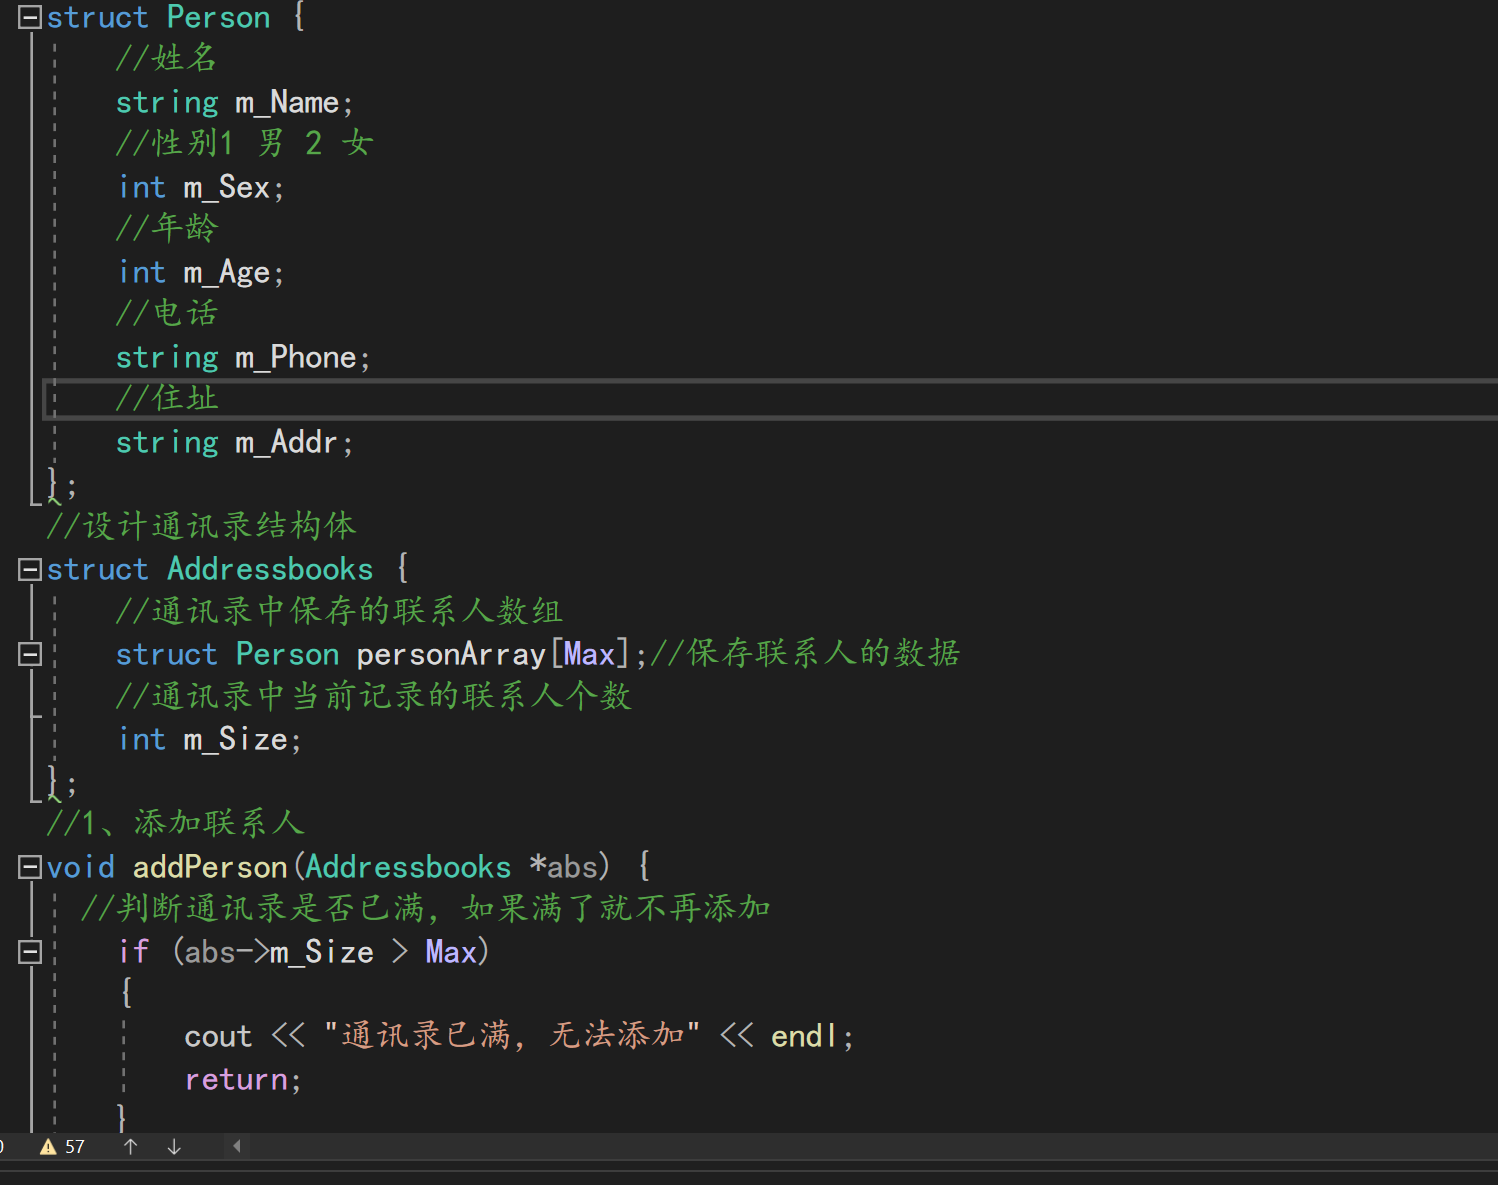 struct Person {
//姓名
string m_Name;
//性别1 男 2 女
int m_Sex;
//年龄
int m_Age;
//电话
string m_Phone;
//住址
string m_Addr;
};
//设计通讯录结构体
struct Addressbooks {
//通讯录中保存的联系人数组
struct Person personArray[Max];//保存联系人的数据
//通讯录中当前记录的联系人个数
int m_Size;
};
//1、添加联系人
void addPerson(Addressbooks *abs) {
//判断通讯录是否已满，如果满了就不再添加
if (abs->m_Size > Max)
{
cout << "通讯录已满，无法添加" << endl;
return;
}
0 57 ↑ ↓